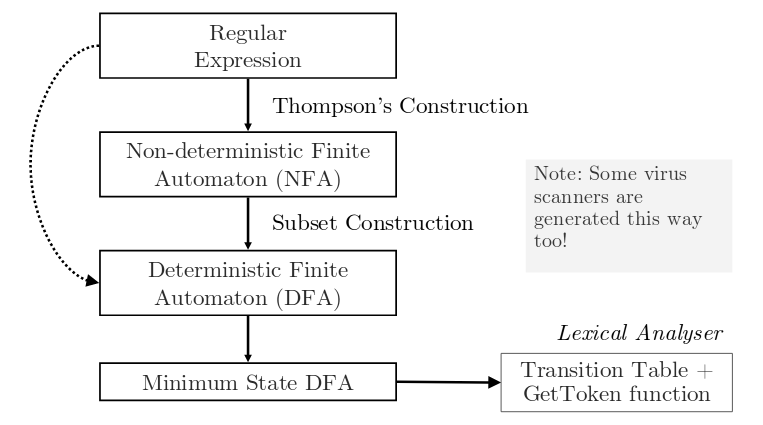 Regular
Expression
Thompson's Construction
Non-deterministic Finite
Automaton (NFA)
Subset Construction
Note: Some virus
scanners are
generated this way
too!
Deterministic Finite
Automaton (DFA)
Lexical Analyser
Minimum State DFA
Transition Table +
GetToken function